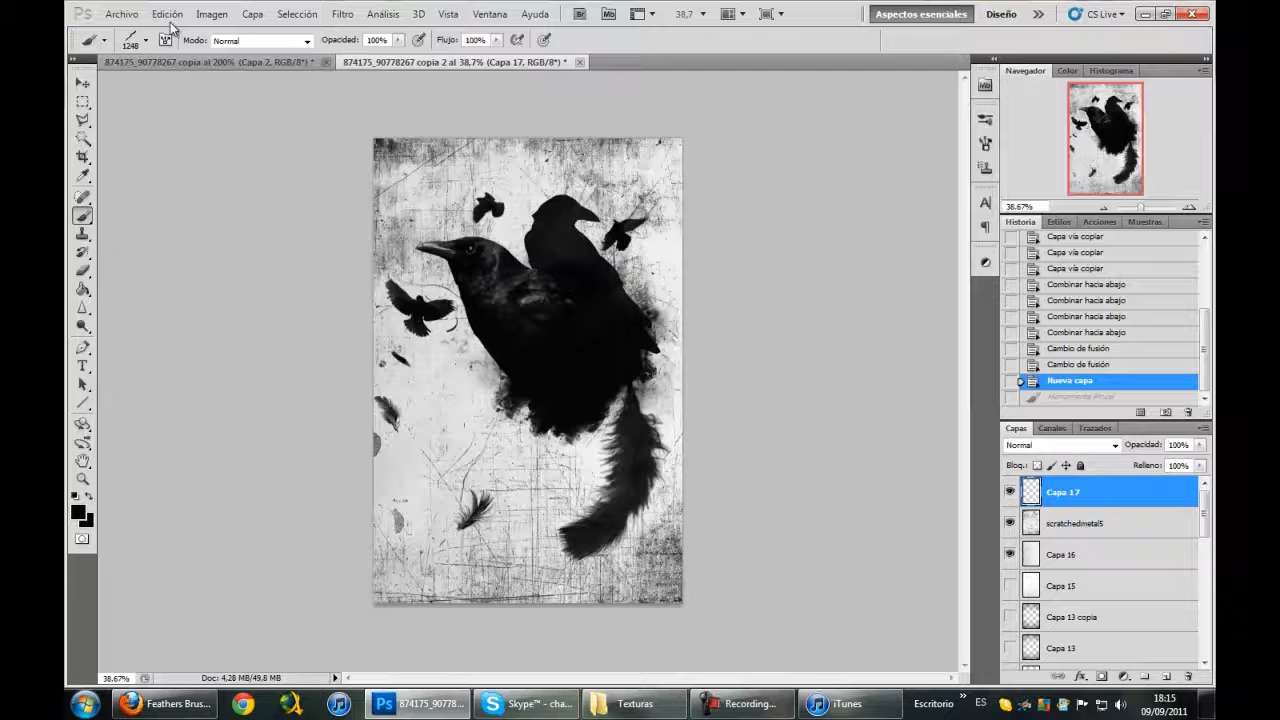 Ps Archivo Edición Imagen Capa Selección Filtro Análisis 3D Vista Ventana Ayuda Br Mb 38,7 Aspectos esenciales Diseño CS Live
1248 Modo: Normal Opacidad: 100% Flujo: 100%
874175_90778267 copia al 200% (Capa 2, RGB/8*) * 874175_90778267 copia 2 al 38,7% (Capa 17, RGB/8*) *
Navegador Color Histograma
Mb
38.67%
Historia Estilos Acciones Muestras
Capa vía copiar
Capa vía copiar
Capa vía copiar
Combinar hacia abajo
Combinar hacia abajo
Combinar hacia abajo
Combinar hacia abajo
Cambio de fusión
Cambio de fusión
Nueva capa
Herramienta Pincel
Capas Canales Trazados
Normal Opacidad: 100%
Bloq.: Relleno: 100%
Capa 17
scratchedmetal5
Capa 16
Capa 15
Capa 13 copia
Capa 13
38.67% Doc: 4,28 MB/49,8 MB
Feathers Brus... Ps 874175_90778... Skype™ - cha... Texturas Recording... iTunes Escritorio » ES 18:15
09/09/2011